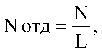 N отд = N/L,